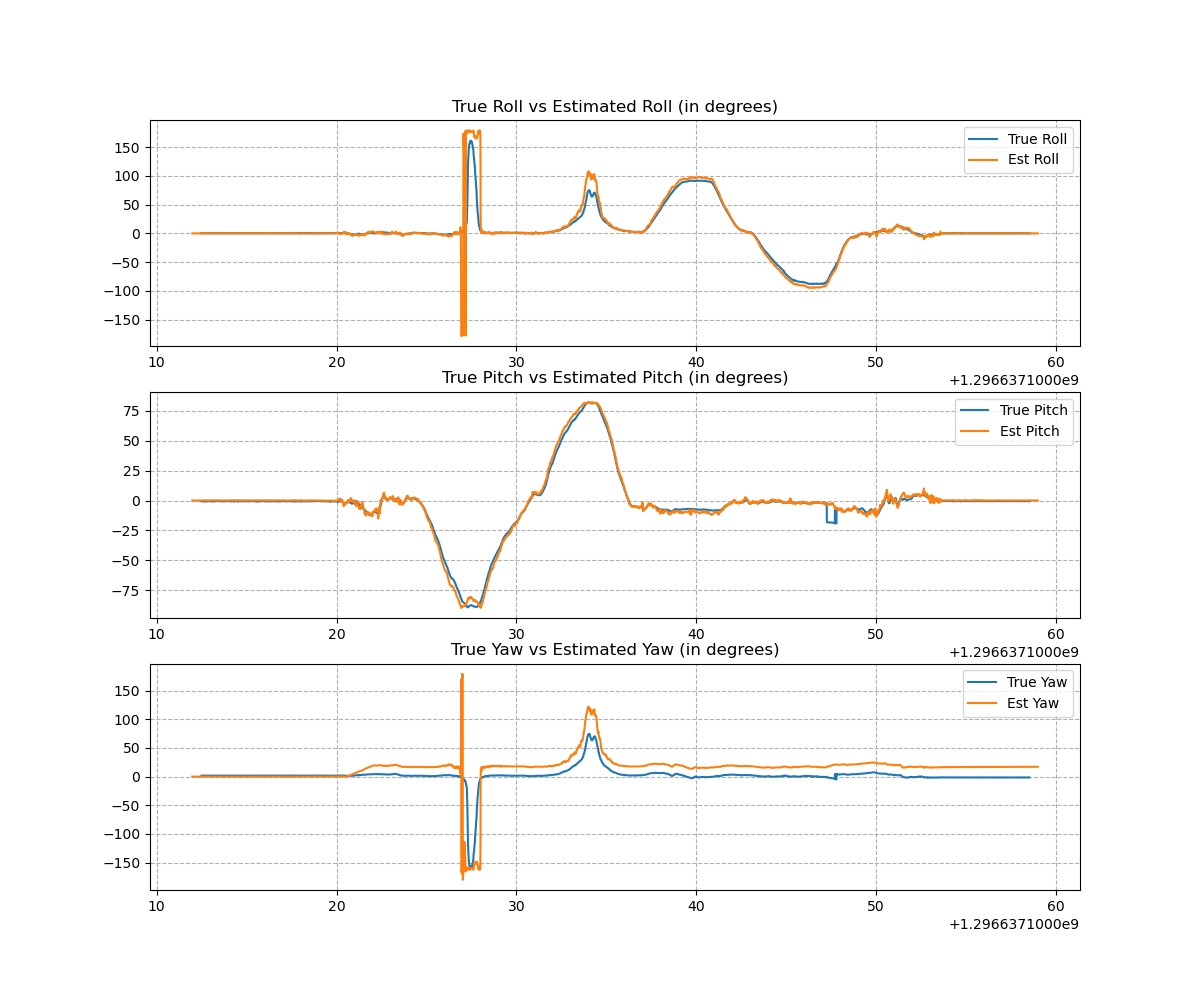 True Roll vs Estimated Roll (in degrees)
150
100
50
0
−50
−100
−150
True Roll
Est Roll
10 20 30 40 50 60
+1.2966371000e9
True Pitch vs Estimated Pitch (in degrees)
75
50
25
0
−25
−50
−75
True Pitch
Est Pitch
10 20 30 40 50 60
+1.2966371000e9
True Yaw vs Estimated Yaw (in degrees)
150
100
50
0
−50
−100
−150
True Yaw
Est Yaw
10 20 30 40 50 60
+1.2966371000e9